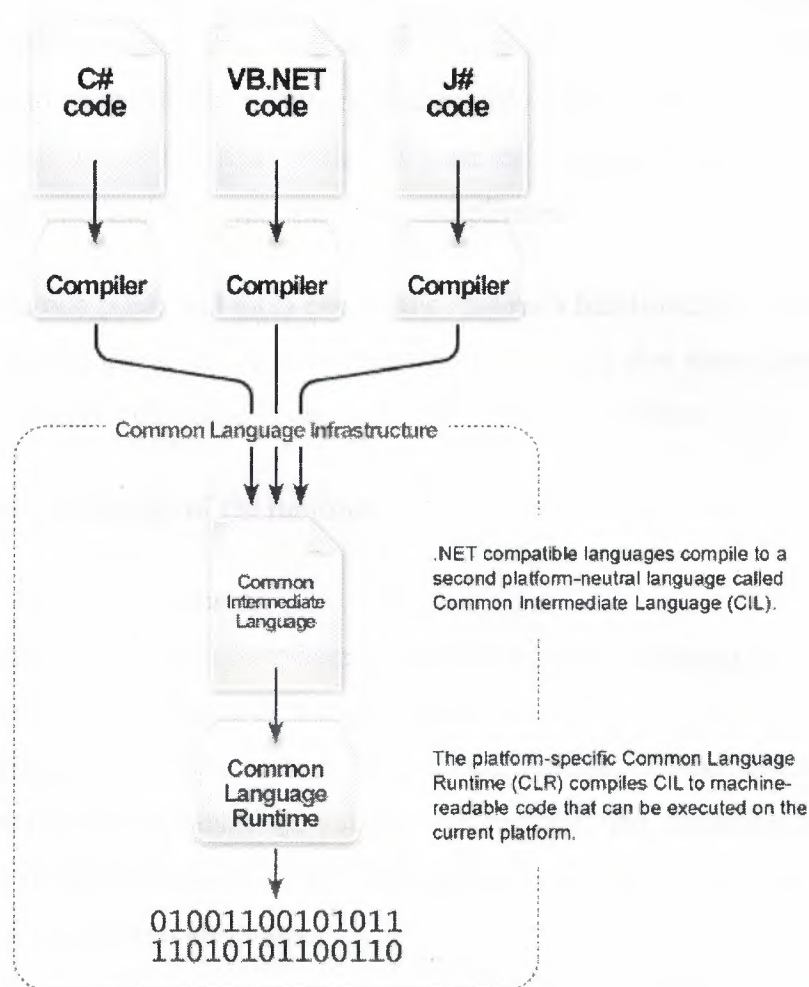 C#
code
VB.NET
code
J#
code
Compiler
Compiler
Compiler
Common Language Infrastructure
Common
Intermediate
Language
.NET compatible languages compile to a
second platform-neutral language called
Common Intermediate Language (CIL).
Common
Language
Runtime
The platform-specific Common Language
Runtime (CLR) compiles CIL to machine-
readable code that can be executed on the
current platform.
01001100101011
11010101100110